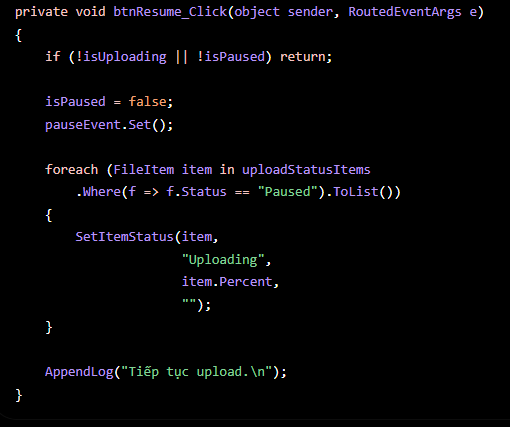 private void btnResume_Click(object sender, RoutedEventArgs e)
{
    if (!isUploading || !isPaused) return;

    isPaused = false;
    pauseEvent.Set();

    foreach (FileItem item in uploadStatusItems
        .Where(f => f.Status == "Paused").ToList())
    {
        SetItemStatus(item,
                      "Uploading",
                      item.Percent,
                      "");
    }

    AppendLog("Tiếp tục upload.\n");
}